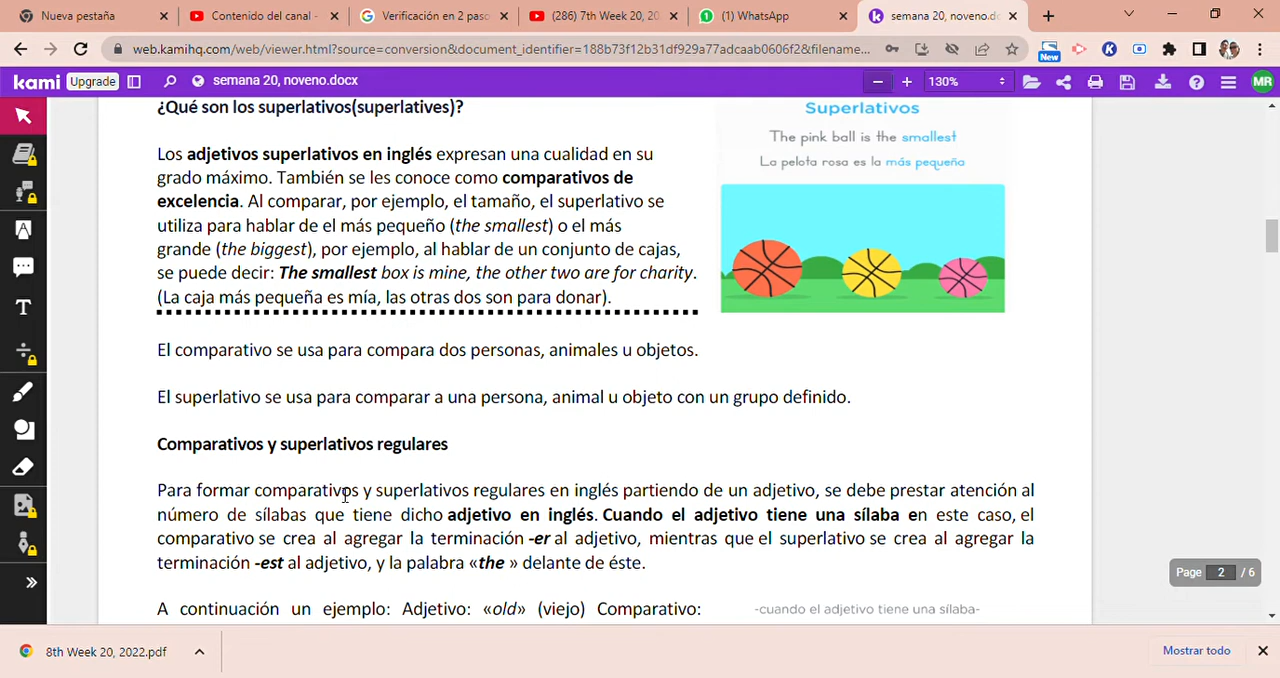 Nueva pestaña
Contenido del canal -
Verificación en 2 paso
(286) 7th Week 20, 20
(1) WhatsApp
semana 20, noveno.do
web.kamihq.com/web/viewer.html?source=conversion&document_identifier=188b73f12b31df929a77adcaab0606f2&filename...
New
kami Upgrade
semana 20, noveno.docx
130%
MR
¿Qué son los superlativos(superlatives)?
Superlativos
The pink ball is the smallest
La pelota rosa es la más pequeña
Los adjetivos superlativos en inglés expresan una cualidad en su
grado máximo. También se les conoce como comparativos de
excelencia. Al comparar, por ejemplo, el tamaño, el superlativo se
utiliza para hablar de el más pequeño (the smallest) o el más
grande (the biggest), por ejemplo, al hablar de un conjunto de cajas,
se puede decir: The smallest box is mine, the other two are for charity.
(La caja más pequeña es mía, las otras dos son para donar).
El comparativo se usa para compara dos personas, animales u objetos.
El superlativo se usa para comparar a una persona, animal u objeto con un grupo definido.
Comparativos y superlativos regulares
Para formar comparativos y superlativos regulares en inglés partiendo de un adjetivo, se debe prestar atención al
número de sílabas que tiene dicho adjetivo en inglés. Cuando el adjetivo tiene una sílaba en este caso, el
comparativo se crea al agregar la terminación -er al adjetivo, mientras que el superlativo se crea al agregar la
terminación -est al adjetivo, y la palabra «the » delante de éste.
A continuación un ejemplo: Adjetivo: «old» (viejo) Comparativo:
-cuando el adjetivo tiene una sílaba-
Page 2 / 6
8th Week 20, 2022.pdf
Mostrar todo